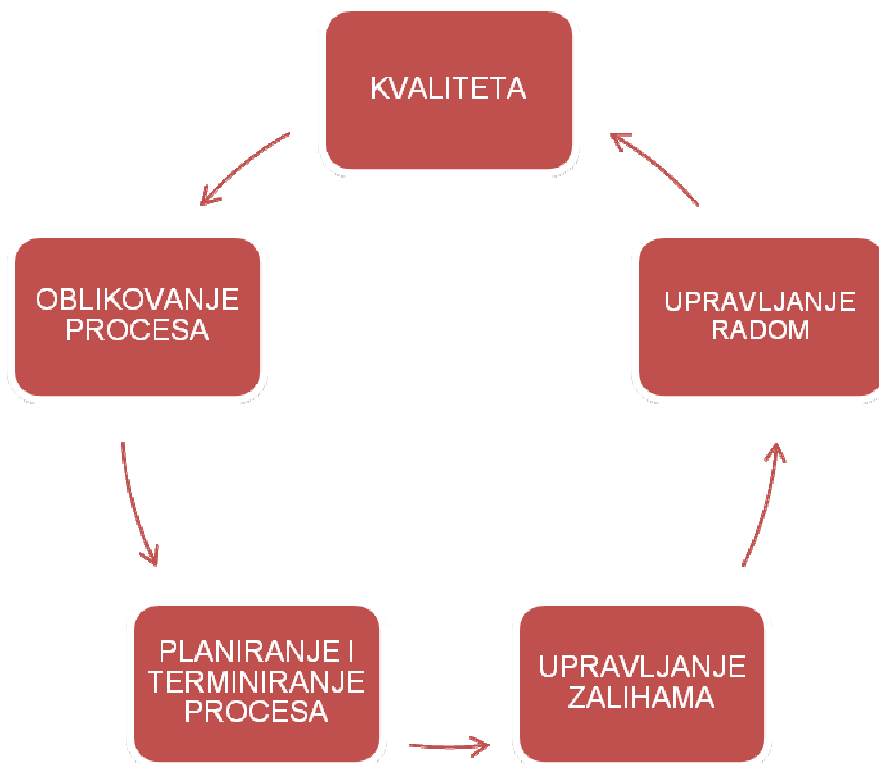 KVALITETA
OBLIKOVANJE
PROCESA
UPRAVLJANJE
RADOM
PLANIRANJE I
TERMINIRANJE
PROCESA
UPRAVLJANJE
ZALIHAMA